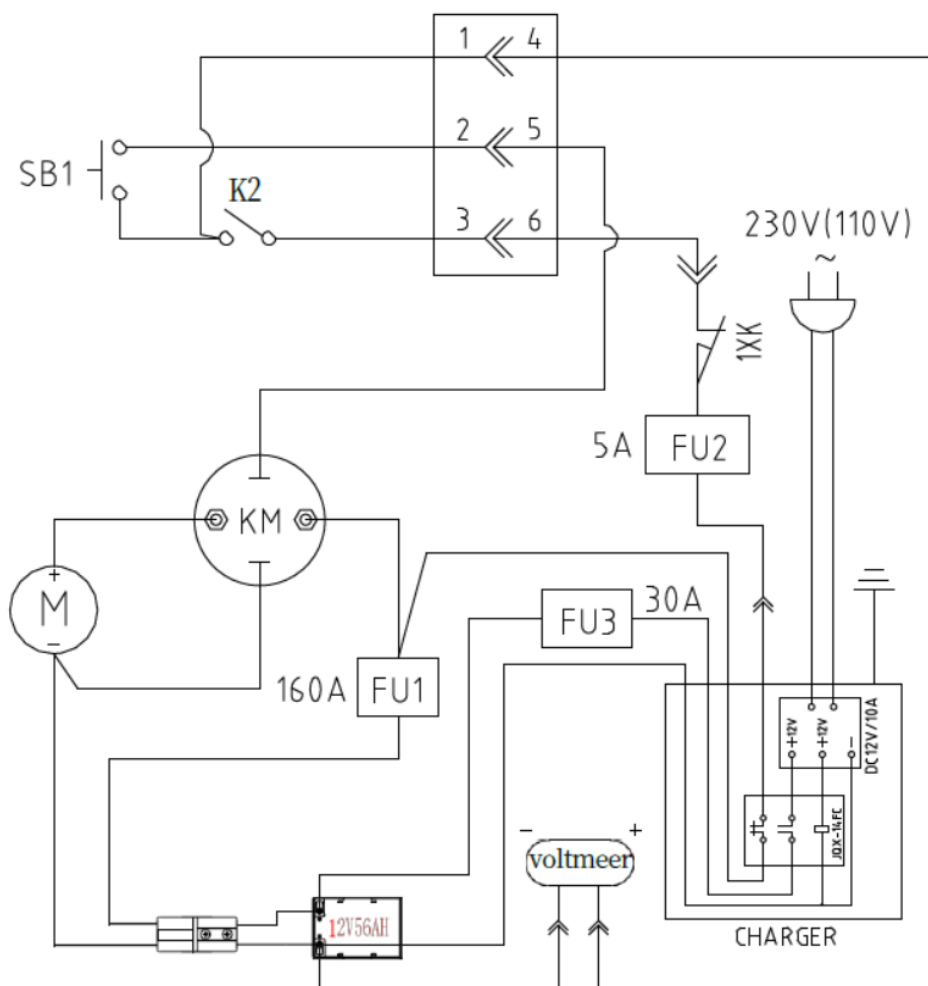 1 4
2 5
SB1
K2
3 6
230V(110V)
~
1XK
5A FU2
KM
+
M
-
FU3 30A
160A FU1
+12V +12V -
DC12V/10A
JQX-14FC
- +
voltmeer
12V56AH
CHARGER